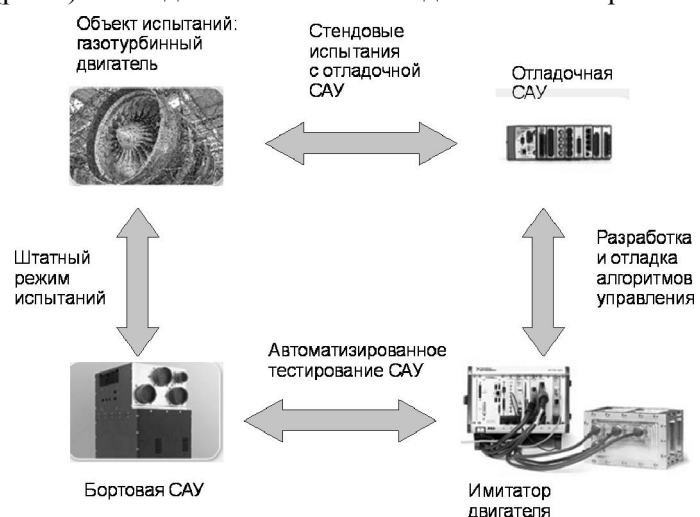 Объект испытаний:
газотурбинный
двигатель
Стендовые
испытания
с отладочной
САУ
Отладочная
САУ
Штатный
режим
испытаний
Разработка
и отладка
алгоритмов
управления
Автоматизированное
тестирование САУ
Бортовая САУ
Имитатор
двигателя